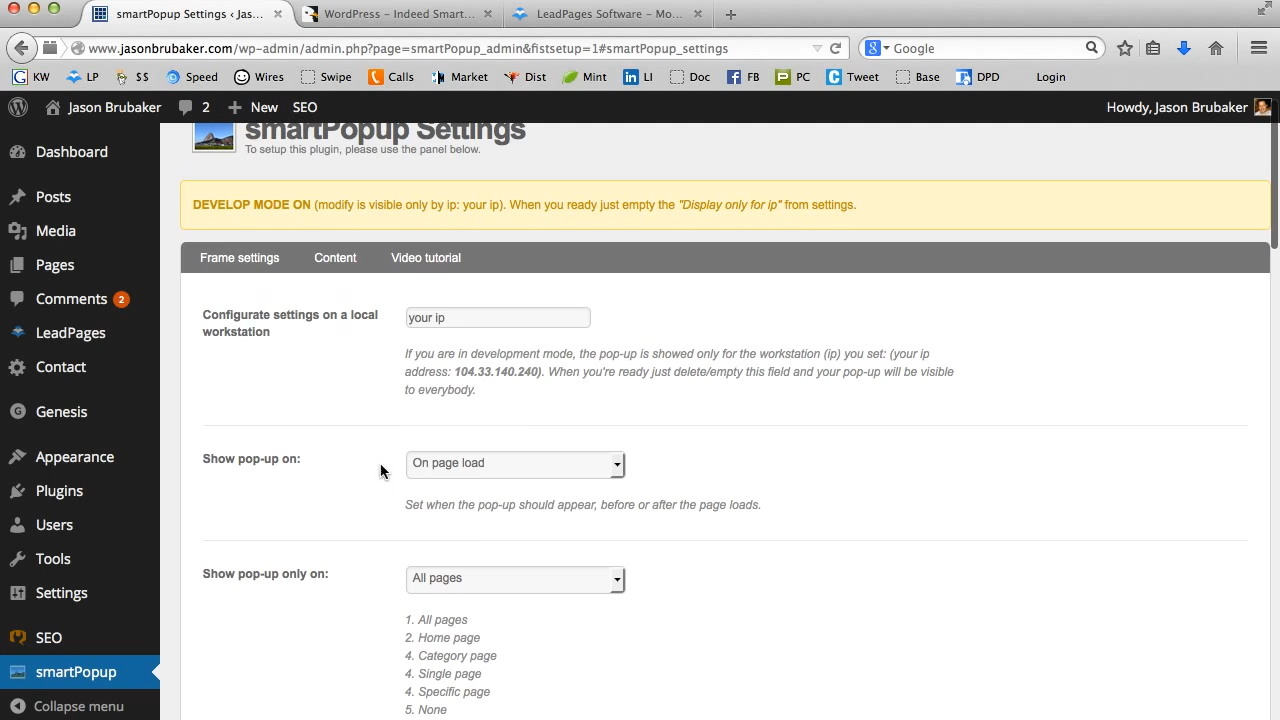 smartPopup Settings ‹ Jas...
WordPress – Indeed Smart...
LeadPages Software – Mo...
www.jasonbrubaker.com/wp-admin/admin.php?page=smartPopup_admin&fistsetup=1#smartPopup_settings
Google
KW LP $$ Speed Wires Swipe Calls Market Dist Mint LI Doc FB PC Tweet Base DPD Login
Jason Brubaker 2 New SEO
Howdy, Jason Brubaker
Dashboard
Posts
Media
Pages
Comments 2
LeadPages
Contact
Genesis
Appearance
Plugins
Users
Tools
Settings
SEO
smartPopup
Collapse menu
smartPopup Settings
To setup this plugin, please use the panel below.
DEVELOP MODE ON (modify is visible only by ip: your ip). When you ready just empty the "Display only for ip" from settings.
Frame settings
Content
Video tutorial
Configurate settings on a local
workstation
your ip
If you are in development mode, the pop-up is showed only for the workstation (ip) you set: (your ip
address: 104.33.140.240). When you're ready just delete/empty this field and your pop-up will be visible
to everybody.
Show pop-up on:
On page load
Set when the pop-up should appear, before or after the page loads.
Show pop-up only on:
All pages
1. All pages
2. Home page
4. Category page
4. Single page
4. Specific page
5. None